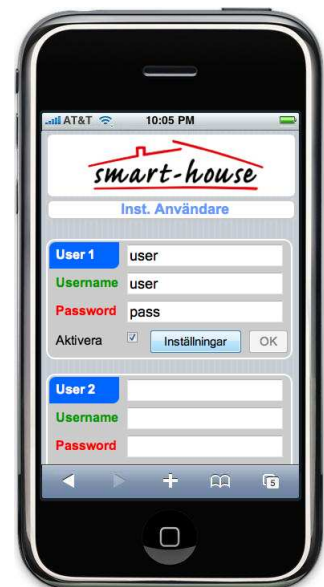 AT&T 10:05 PM
smart-house
Inst. Användare
User 1 user
Username user
Password pass
Aktivera Inställningar OK
User 2
Username
Password
5